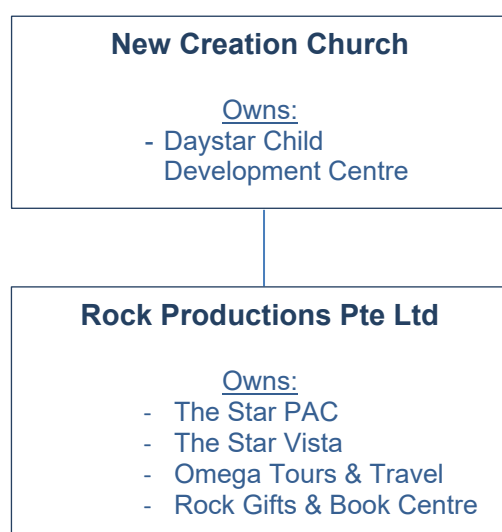 New Creation Church
Owns:
- Daystar Child
Development Centre
Rock Productions Pte Ltd
Owns:
- The Star PAC
- The Star Vista
- Omega Tours & Travel
- Rock Gifts & Book Centre